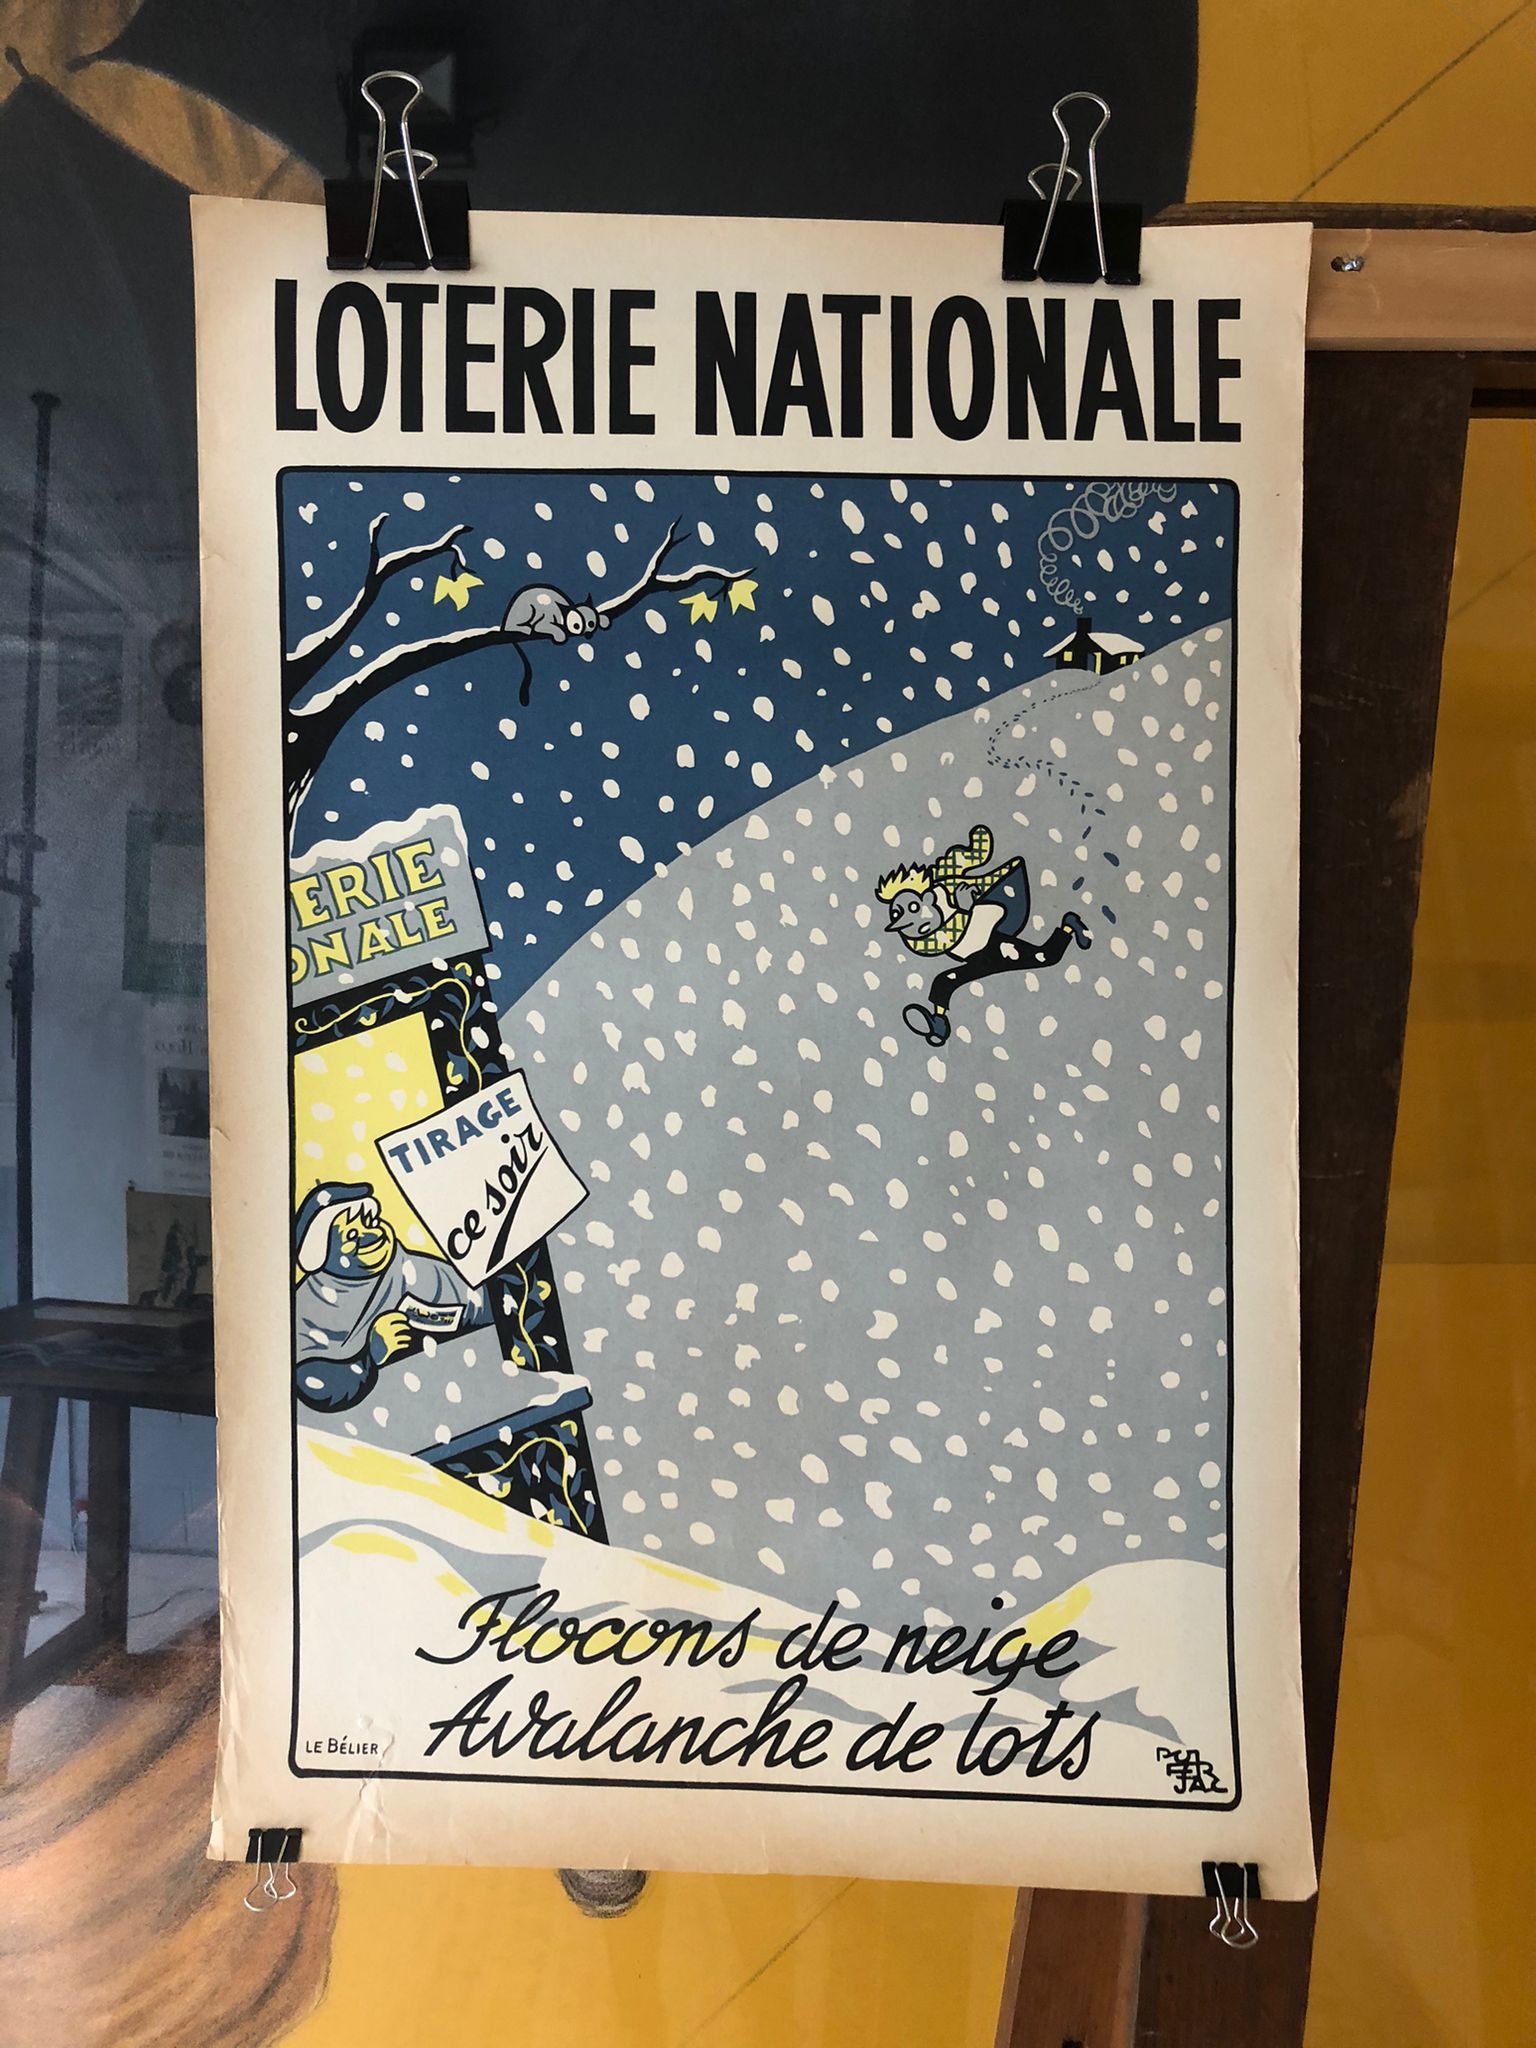 LOTERIE NATIONALE
ERIE
ONALE
TIRAGE
ce soir
Flocons de neige
Avalanche de lots
LE BÉLIER